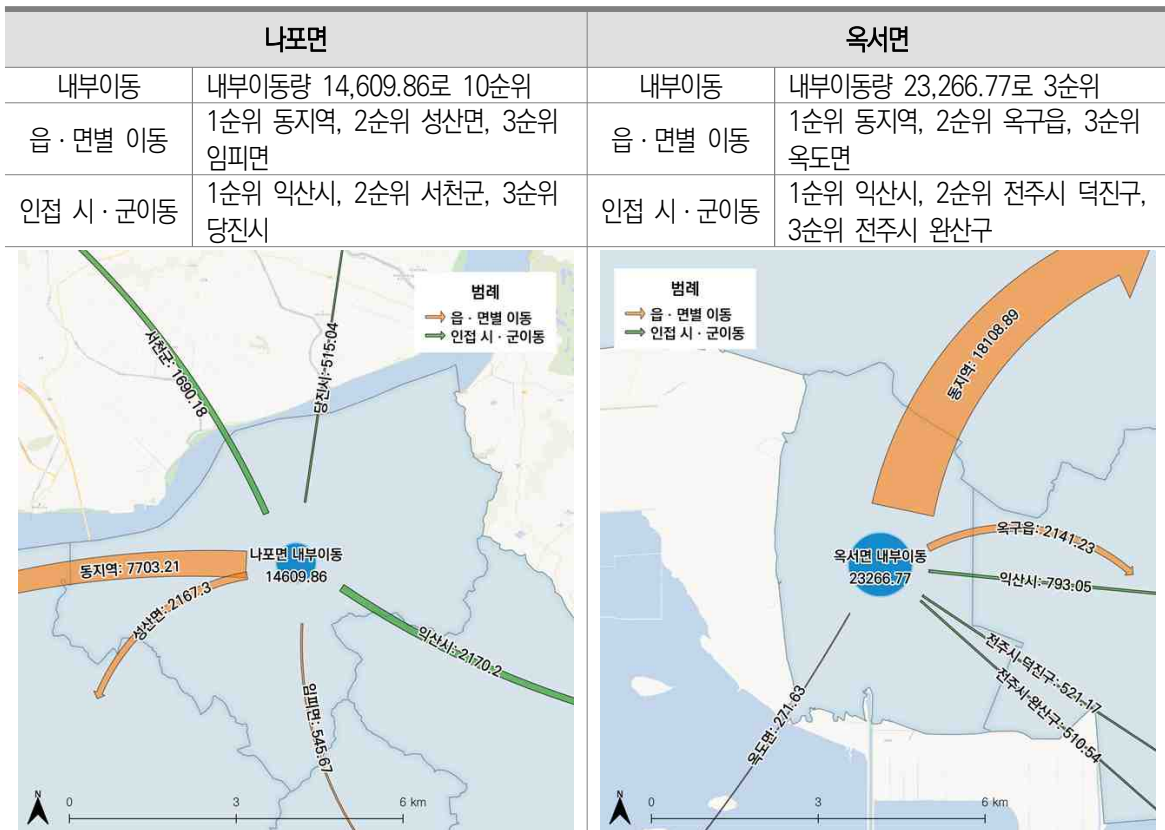 나포면
옥서면
내부이동
내부이동량 14,609.86로 10순위
내부이동
내부이동량 23,266.77로 3순위
읍 · 면별 이동
1순위 동지역, 2순위 성산면, 3순위
임피면
읍 · 면별 이동
1순위 동지역, 2순위 옥구읍, 3순위
옥도면
인접 시 · 군이동
1순위 익산시, 2순위 서천군, 3순위
당진시
인접 시 · 군이동
1순위 익산시, 2순위 전주시 덕진구,
3순위 전주시 완산구
범례
읍 · 면별 이동
인접 시 · 군이동
서천군: 1690.18
당진시: 515.04
나포면 내부이동
14609.86
동지역: 7703.21
성산면: 2167.3
익산시: 2170.2
임피면: 545.67
N
0 3 6 km
범례
읍 · 면별 이동
인접 시 · 군이동
동지역: 18108.89
옥구읍: 2141.23
옥서면 내부이동
23266.77
익산시: 793.05
전주시 덕진구: 521.17
전주시 완산구: 510.54
옥도면: 271.63
N
0 3 6 km